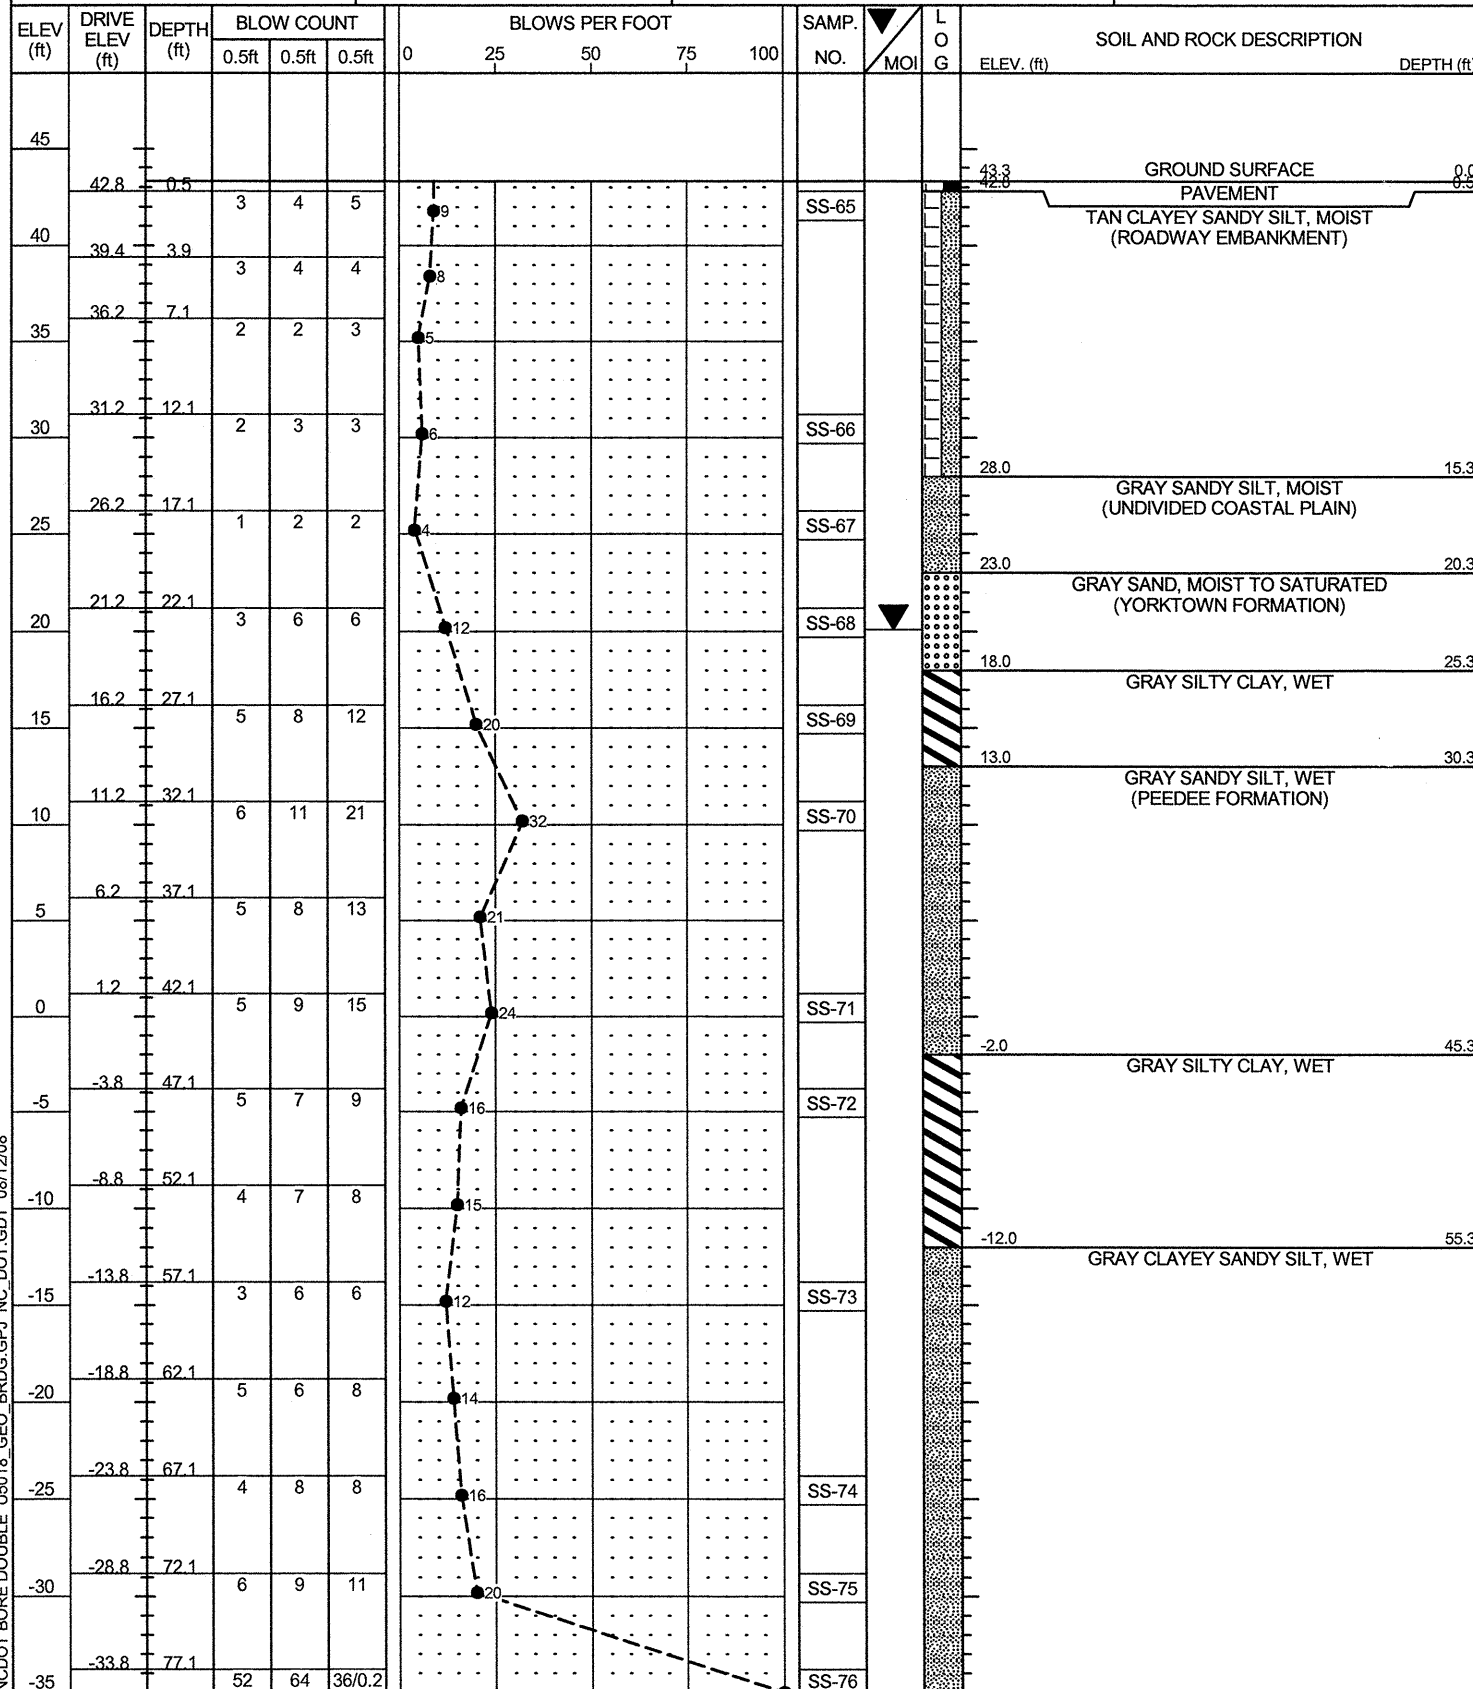 ELEV (ft) DRIVE ELEV (ft) DEPTH (ft) BLOW COUNT BLOWS PER FOOT SAMP. NO. MOI LOG SOIL AND ROCK DESCRIPTION
0.5ft 0.5ft 0.5ft 0 25 50 75 100 ELEV. (ft) DEPTH (ft
45
43.3 GROUND SURFACE 0.0
42.8 0.5 42.8 PAVEMENT 0.5
3 4 5 9 SS-65 TAN CLAYEY SANDY SILT, MOIST
(ROADWAY EMBANKMENT)
40
39.4 3.9
3 4 4 8
36.2 7.1
35 2 2 3 5
31.2 12.1
30 2 3 3 6 SS-66
28.0 15.3
GRAY SANDY SILT, MOIST
(UNDIVIDED COASTAL PLAIN)
26.2 17.1
25 1 2 2 4 SS-67
23.0 20.3
GRAY SAND, MOIST TO SATURATED
(YORKTOWN FORMATION)
21.2 22.1
20 3 6 6 12 SS-68
18.0 25.3
GRAY SILTY CLAY, WET
16.2 27.1
15 5 8 12 20 SS-69
13.0 30.3
GRAY SANDY SILT, WET
(PEEDEE FORMATION)
11.2 32.1
10 6 11 21 32 SS-70
6.2 37.1
5 5 8 13 21
1.2 42.1
0 5 9 15 24 SS-71
-2.0 45.3
GRAY SILTY CLAY, WET
-3.8 47.1
-5 5 7 9 16 SS-72
-8.8 52.1
-10 4 7 8 15
-12.0 55.3
GRAY CLAYEY SANDY SILT, WET
-13.8 57.1
-15 3 6 6 12 SS-73
-18.8 62.1
-20 5 6 8 14
-23.8 67.1
-25 4 8 8 16 SS-74
-28.8 72.1
-30 6 9 11 20 SS-75
-33.8 77.1
-35 52 64 36/0.2 SS-76
NCDOT BORE DOUBLE 05018_GEO_BRDG.GPJ NC_DOT.GDT 08/12/08